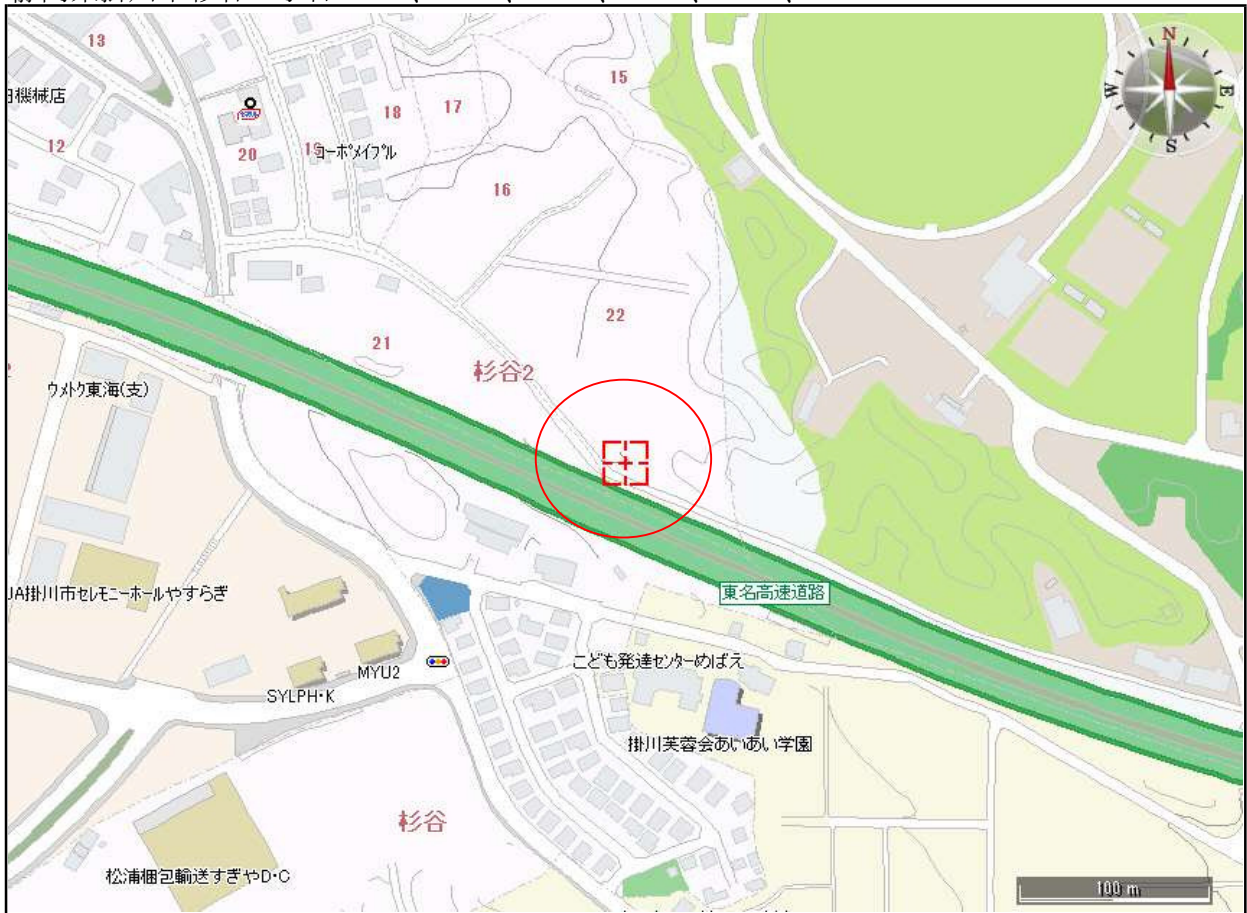 13
15
N
E
W
S
機械店
17
18
12
20
19
コーポメイプル
16
22
21
杉谷2
ウメトク東海(支)
東名高速道路
JA掛川市セレモニーホールやすらぎ
こども発達センターめばえ
MYU2
SYLPH・K
掛川芙蓉会あいあい学園
杉谷
松浦梱包輸送すぎやD・C
100 m